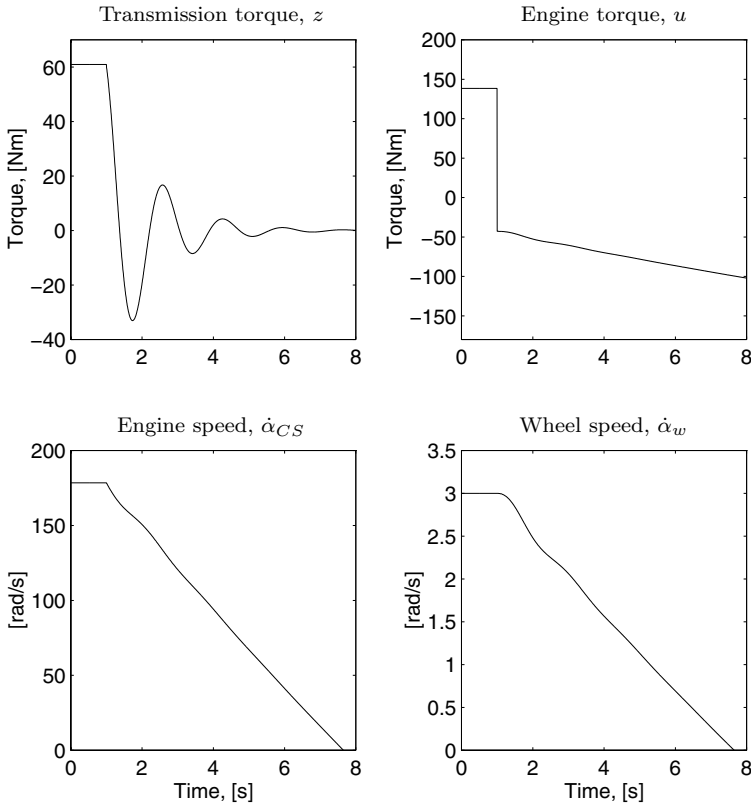 Transmission torque, z
60
40
20
0
−20
−40
0 2 4 6 8
Torque, [Nm]
Engine torque, u
200
150
100
50
0
−50
−100
−150
0 2 4 6 8
Torque, [Nm]
Engine speed, α̇_CS
200
150
100
50
0
0 2 4 6 8
[rad/s]
Time, [s]
Wheel speed, α̇_w
3.5
3
2.5
2
1.5
1
0.5
0
0 2 4 6 8
[rad/s]
Time, [s]